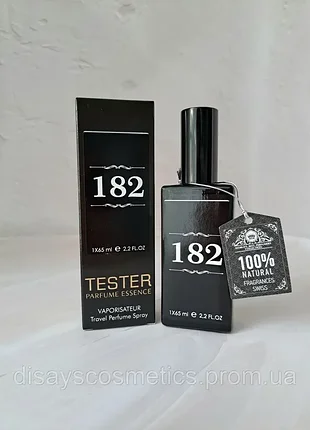 182
1X65 ml e 2,2 FL.OZ
TESTER
PARFUME ESSENCE
VAPORISATEUR
Travel Perfume Spray
182
1X65 ml e 2,2 FL.OZ
100%
NATURAL
FRAGRANCES
SWISS
disayscosmetics.prom.ua